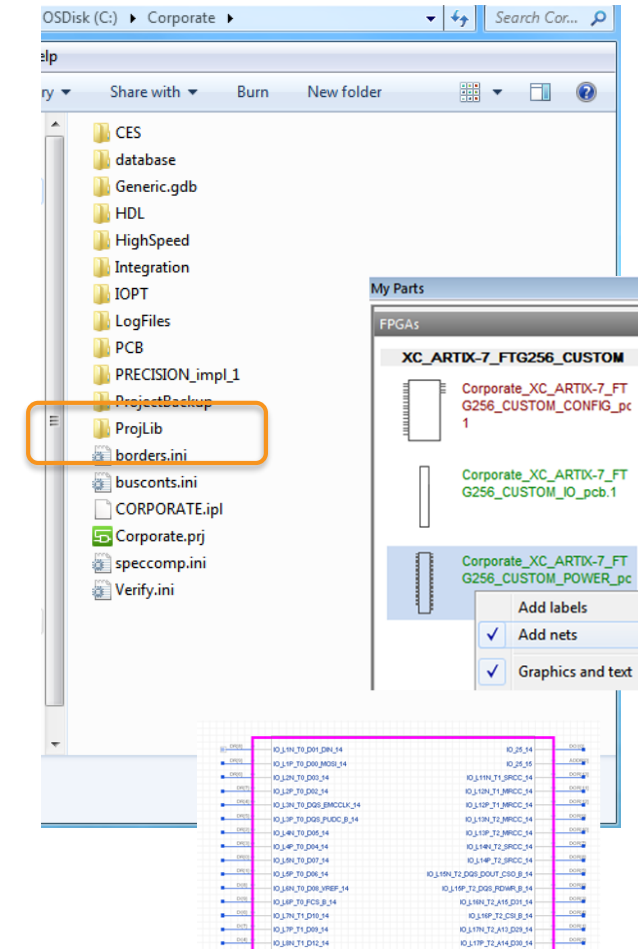 OSDisk (C:) Corporate Search Cor...
elp
ry Share with Burn New folder
CES
database
Generic.gdb
HDL
HighSpeed
Integration
IOPT
LogFiles
PCB
PRECISION_impl_1
ProjectBackup
ProjLib
borders.ini
busconts.ini
CORPORATE.ipl
Corporate.prj
speccomp.ini
Verify.ini
My Parts
FPGAs
XC_ARTIX-7_FTG256_CUSTOM
Corporate_XC_ARTIX-7_FT
G256_CUSTOM_CONFIG_pc
1
Corporate_XC_ARTIX-7_FT
G256_CUSTOM_IO_pcb.1
Corporate_XC_ARTIX-7_FT
G256_CUSTOM_POWER_pc
Add labels
Add nets
Graphics and text
IO_L1N_T0_D01_DIN_14 IO_25_14
IO_L1P_T0_D00_MOSI_14 IO_25_15
IO_L2N_T0_D03_14 IO_L11N_T1_SRCC_14
IO_L2P_T0_D02_14 IO_L12N_T1_MRCC_14
IO_L3N_T0_DQS_EMCCLK_14 IO_L12P_T1_MRCC_14
IO_L3P_T0_DQS_PUDC_B_14 IO_L13N_T2_MRCC_14
IO_L4N_T0_D05_14 IO_L13P_T2_MRCC_14
IO_L4P_T0_D04_14 IO_L14N_T2_SRCC_14
IO_L5N_T0_D07_14 IO_L14P_T2_SRCC_14
IO_L5P_T0_D06_14 IO_L15N_T2_DQS_DOUT_CSO_B_14
IO_L6N_T0_D08_VREF_14 IO_L15P_T2_DQS_RDWR_B_14
IO_L6P_T0_FCS_B_14 IO_L16N_T2_A15_D31_14
IO_L7N_T1_D10_14 IO_L16P_T2_CSI_B_14
IO_L7P_T1_D09_14 IO_L17N_T2_A13_D29_14
IO_L8N_T1_D12_14 IO_L17P_T2_A14_D30_14